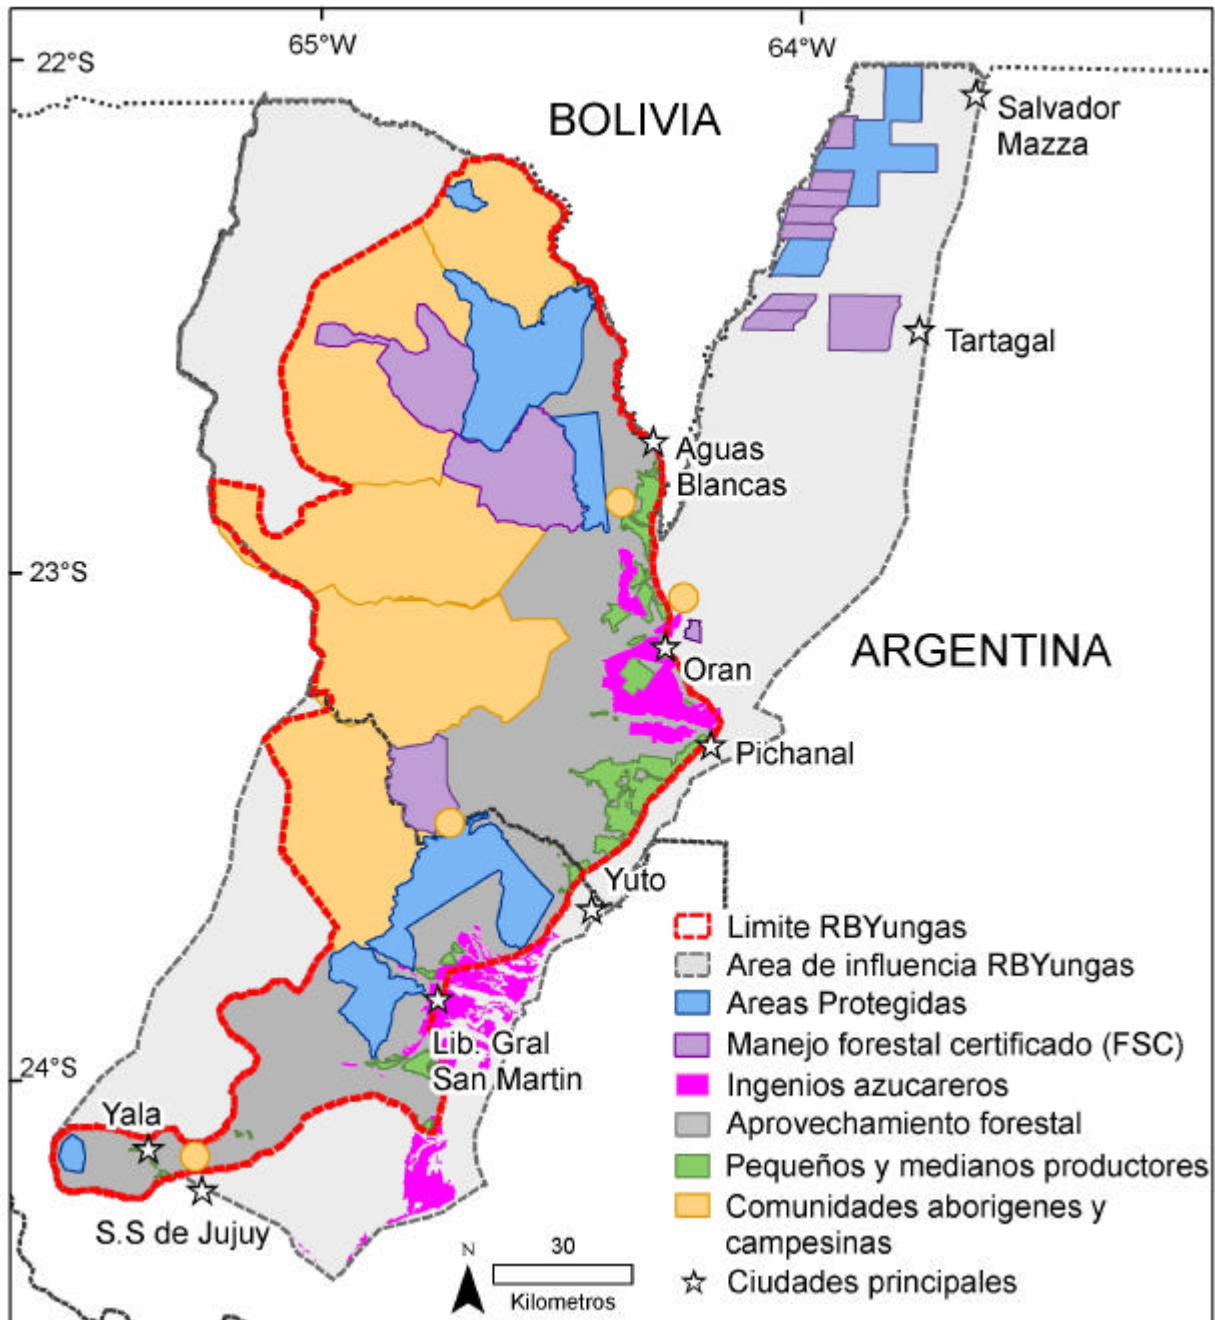 65°W
64°W
22°S
BOLIVIA
Salvador
Mazza
Tartagal
Aguas
Blancas
23°S
ARGENTINA
Oran
Pichanal
Yuto
Limite RBYungas
Area de influencia RBYungas
Areas Protegidas
Manejo forestal certificado (FSC)
Ingenios azucareros
Aprovechamiento forestal
Pequeños y medianos productores
Comunidades aborigenes y
campesinas
Ciudades principales
Lib. Gral
San Martin
24°S
Yala
S.S de Jujuy
N
30
Kilometros